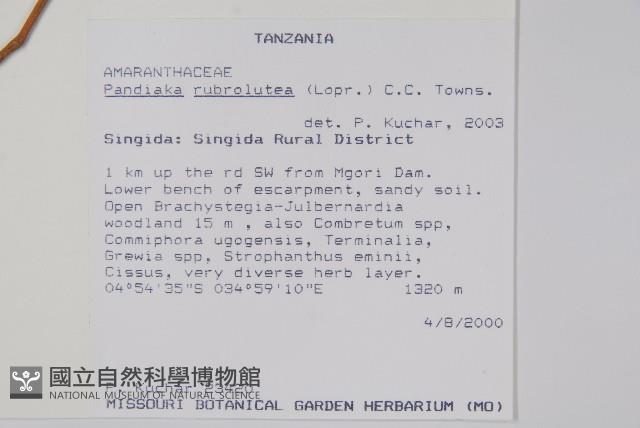 TANZANIA
AMARANTHACEAE
Pandiaka rubrolutea (Lopr.) C.C. Towns.
det. P. Kuchar, 2003
Singida: Singida Rural District
1 km up the rd SW from Mgori Dam.
Lower bench of escarpment, sandy soil.
Open Brachystegia-Julbernardia
woodland 15 m , also Combretum spp,
Commiphora ugogensis, Terminalia,
Grewia spp, Strophanthus eminii,
Cissus, very diverse herb layer.
04°54'35"S 034°59'10"E 1320 m
4/8/2000
P. Kuchar 23420
國立自然科學博物館
NATIONAL MUSEUM OF NATURAL SCIENCE
MISSOURI BOTANICAL GARDEN HERBARIUM (MO)